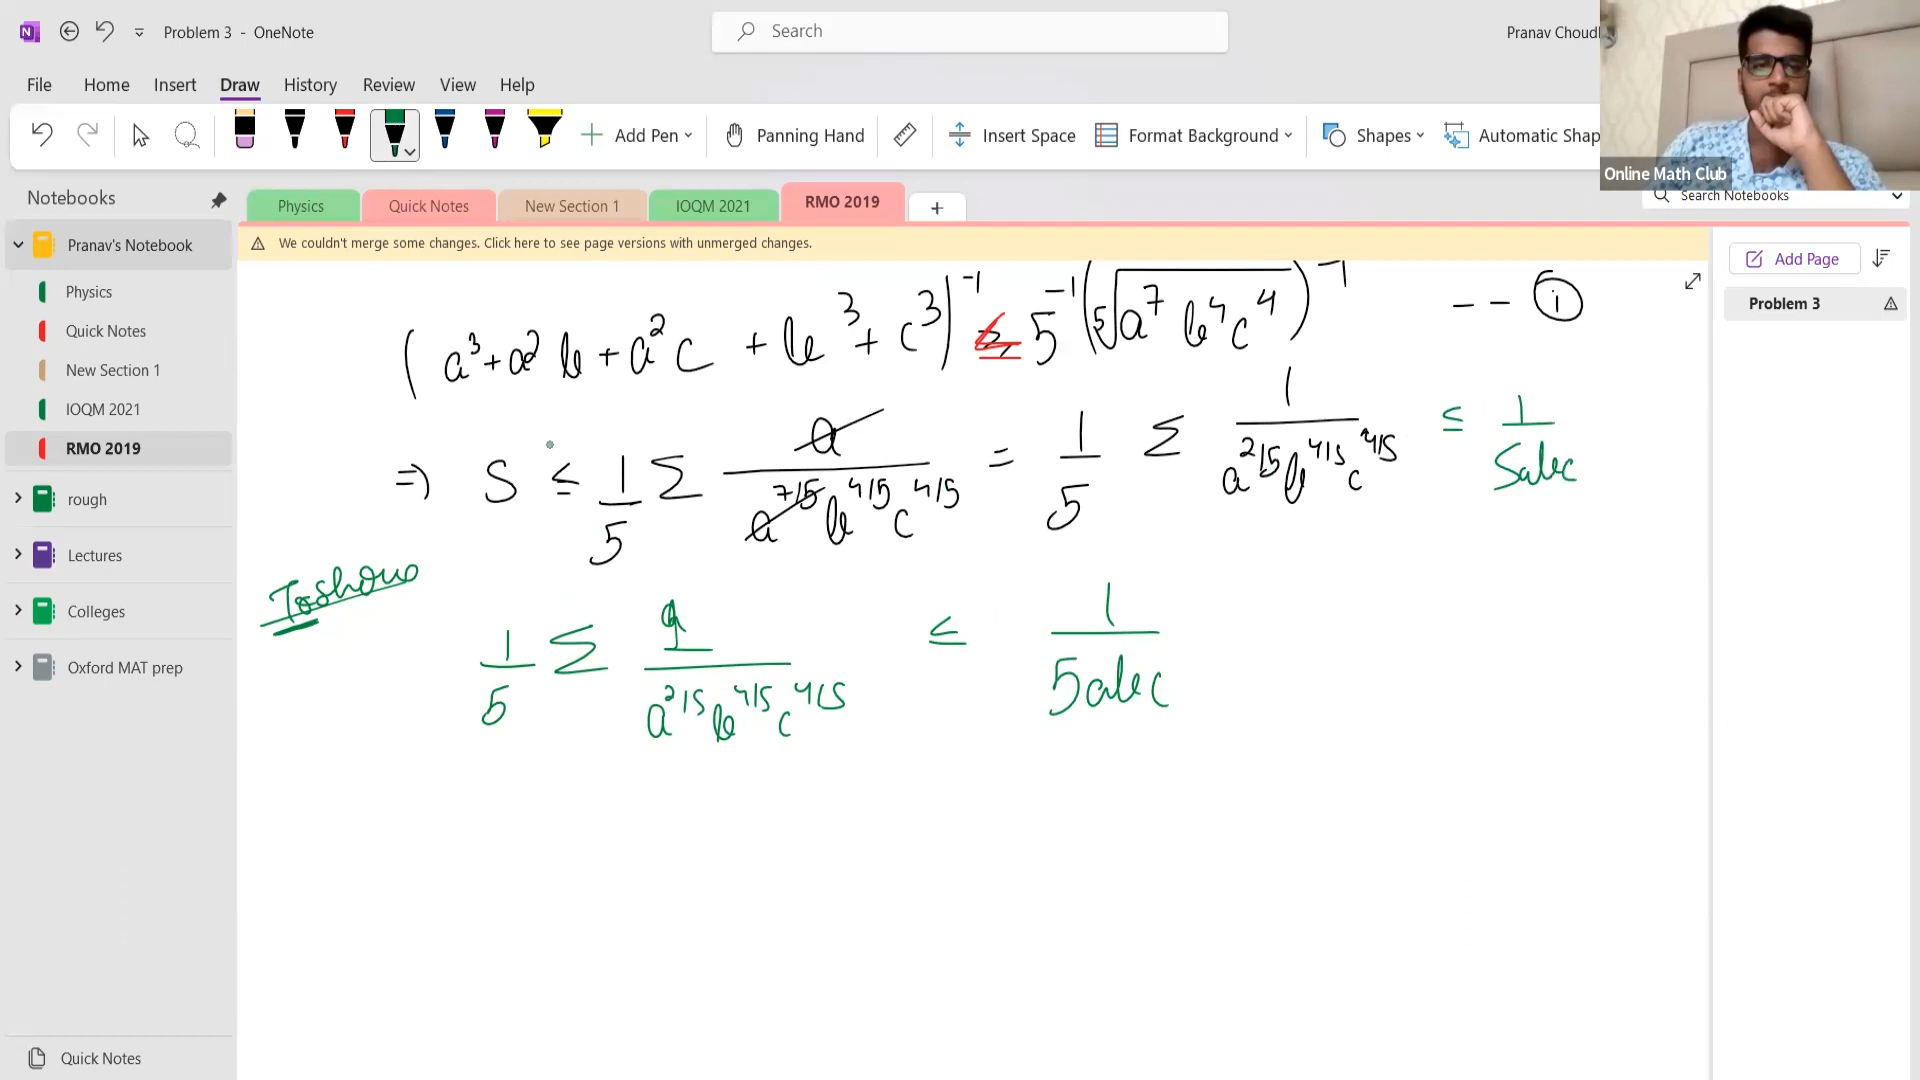 Problem 3 - OneNote
Search
Pranav Choud
File Home Insert Draw History Review View Help
Add Pen Panning Hand Insert Space Format Background Shapes Automatic Shap
Online Math Club
Notebooks
Physics Quick Notes New Section 1 IOQM 2021 RMO 2019 +
Search Notebooks
Pranav's Notebook
We couldn't merge some changes. Click here to see page versions with unmerged changes.
Add Page
Physics
Quick Notes
New Section 1
IOQM 2021
RMO 2019
rough
Lectures
Colleges
Oxford MAT prep
Quick Notes
Problem 3
(a³ + a²b + a²c + b³ + c³)⁻¹ ≤ 5⁻¹ (⁵√a⁷b⁴c⁴)⁻¹ -- ①
⇒ S ≤ 1/5 Σ a/(a^7/5 b^4/5 c^4/5) = 1/5 Σ 1/(a^2/5 b^4/5 c^4/5) ≤ 1/5abc
To show
1/5 Σ 1/(a^2/5 b^4/5 c^4/5) ≤ 1/5abc